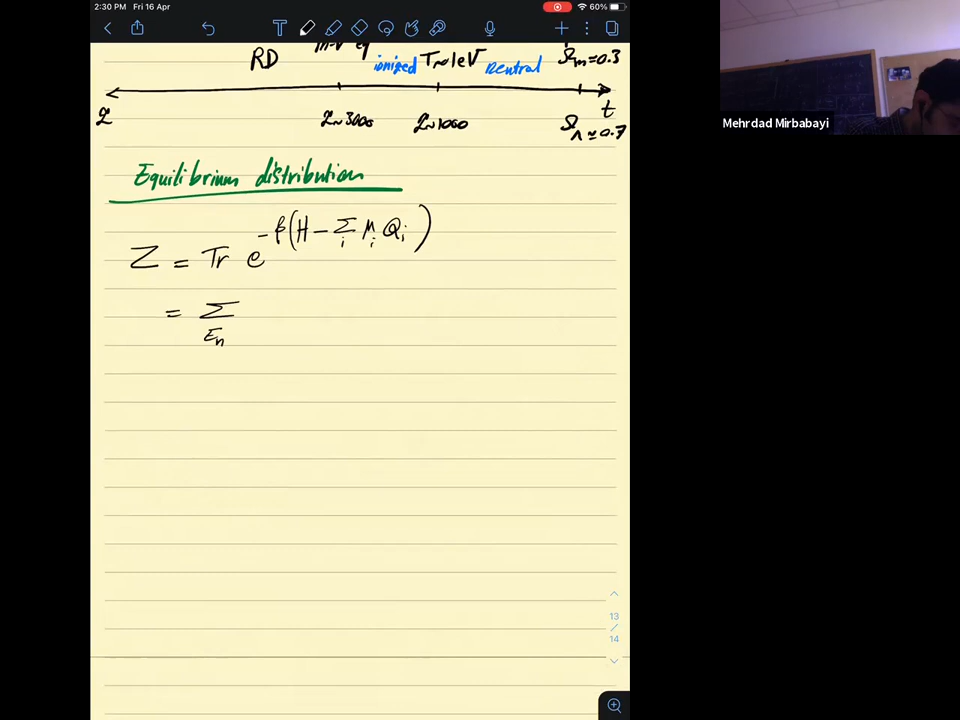 2:30 PM Fri 16 Apr
60%
RD
m-r eq
ionized T~1eV neutral
Ωm=0.3
z
z~3000
z~1000
t
ΩΛ≃0.7
Equilibrium distribution
Z = Tr e^{-β(H - Σ_i μ_i Q_i)}
= Σ_{E_n}
13
/
14
Mehrdad Mirbabayi